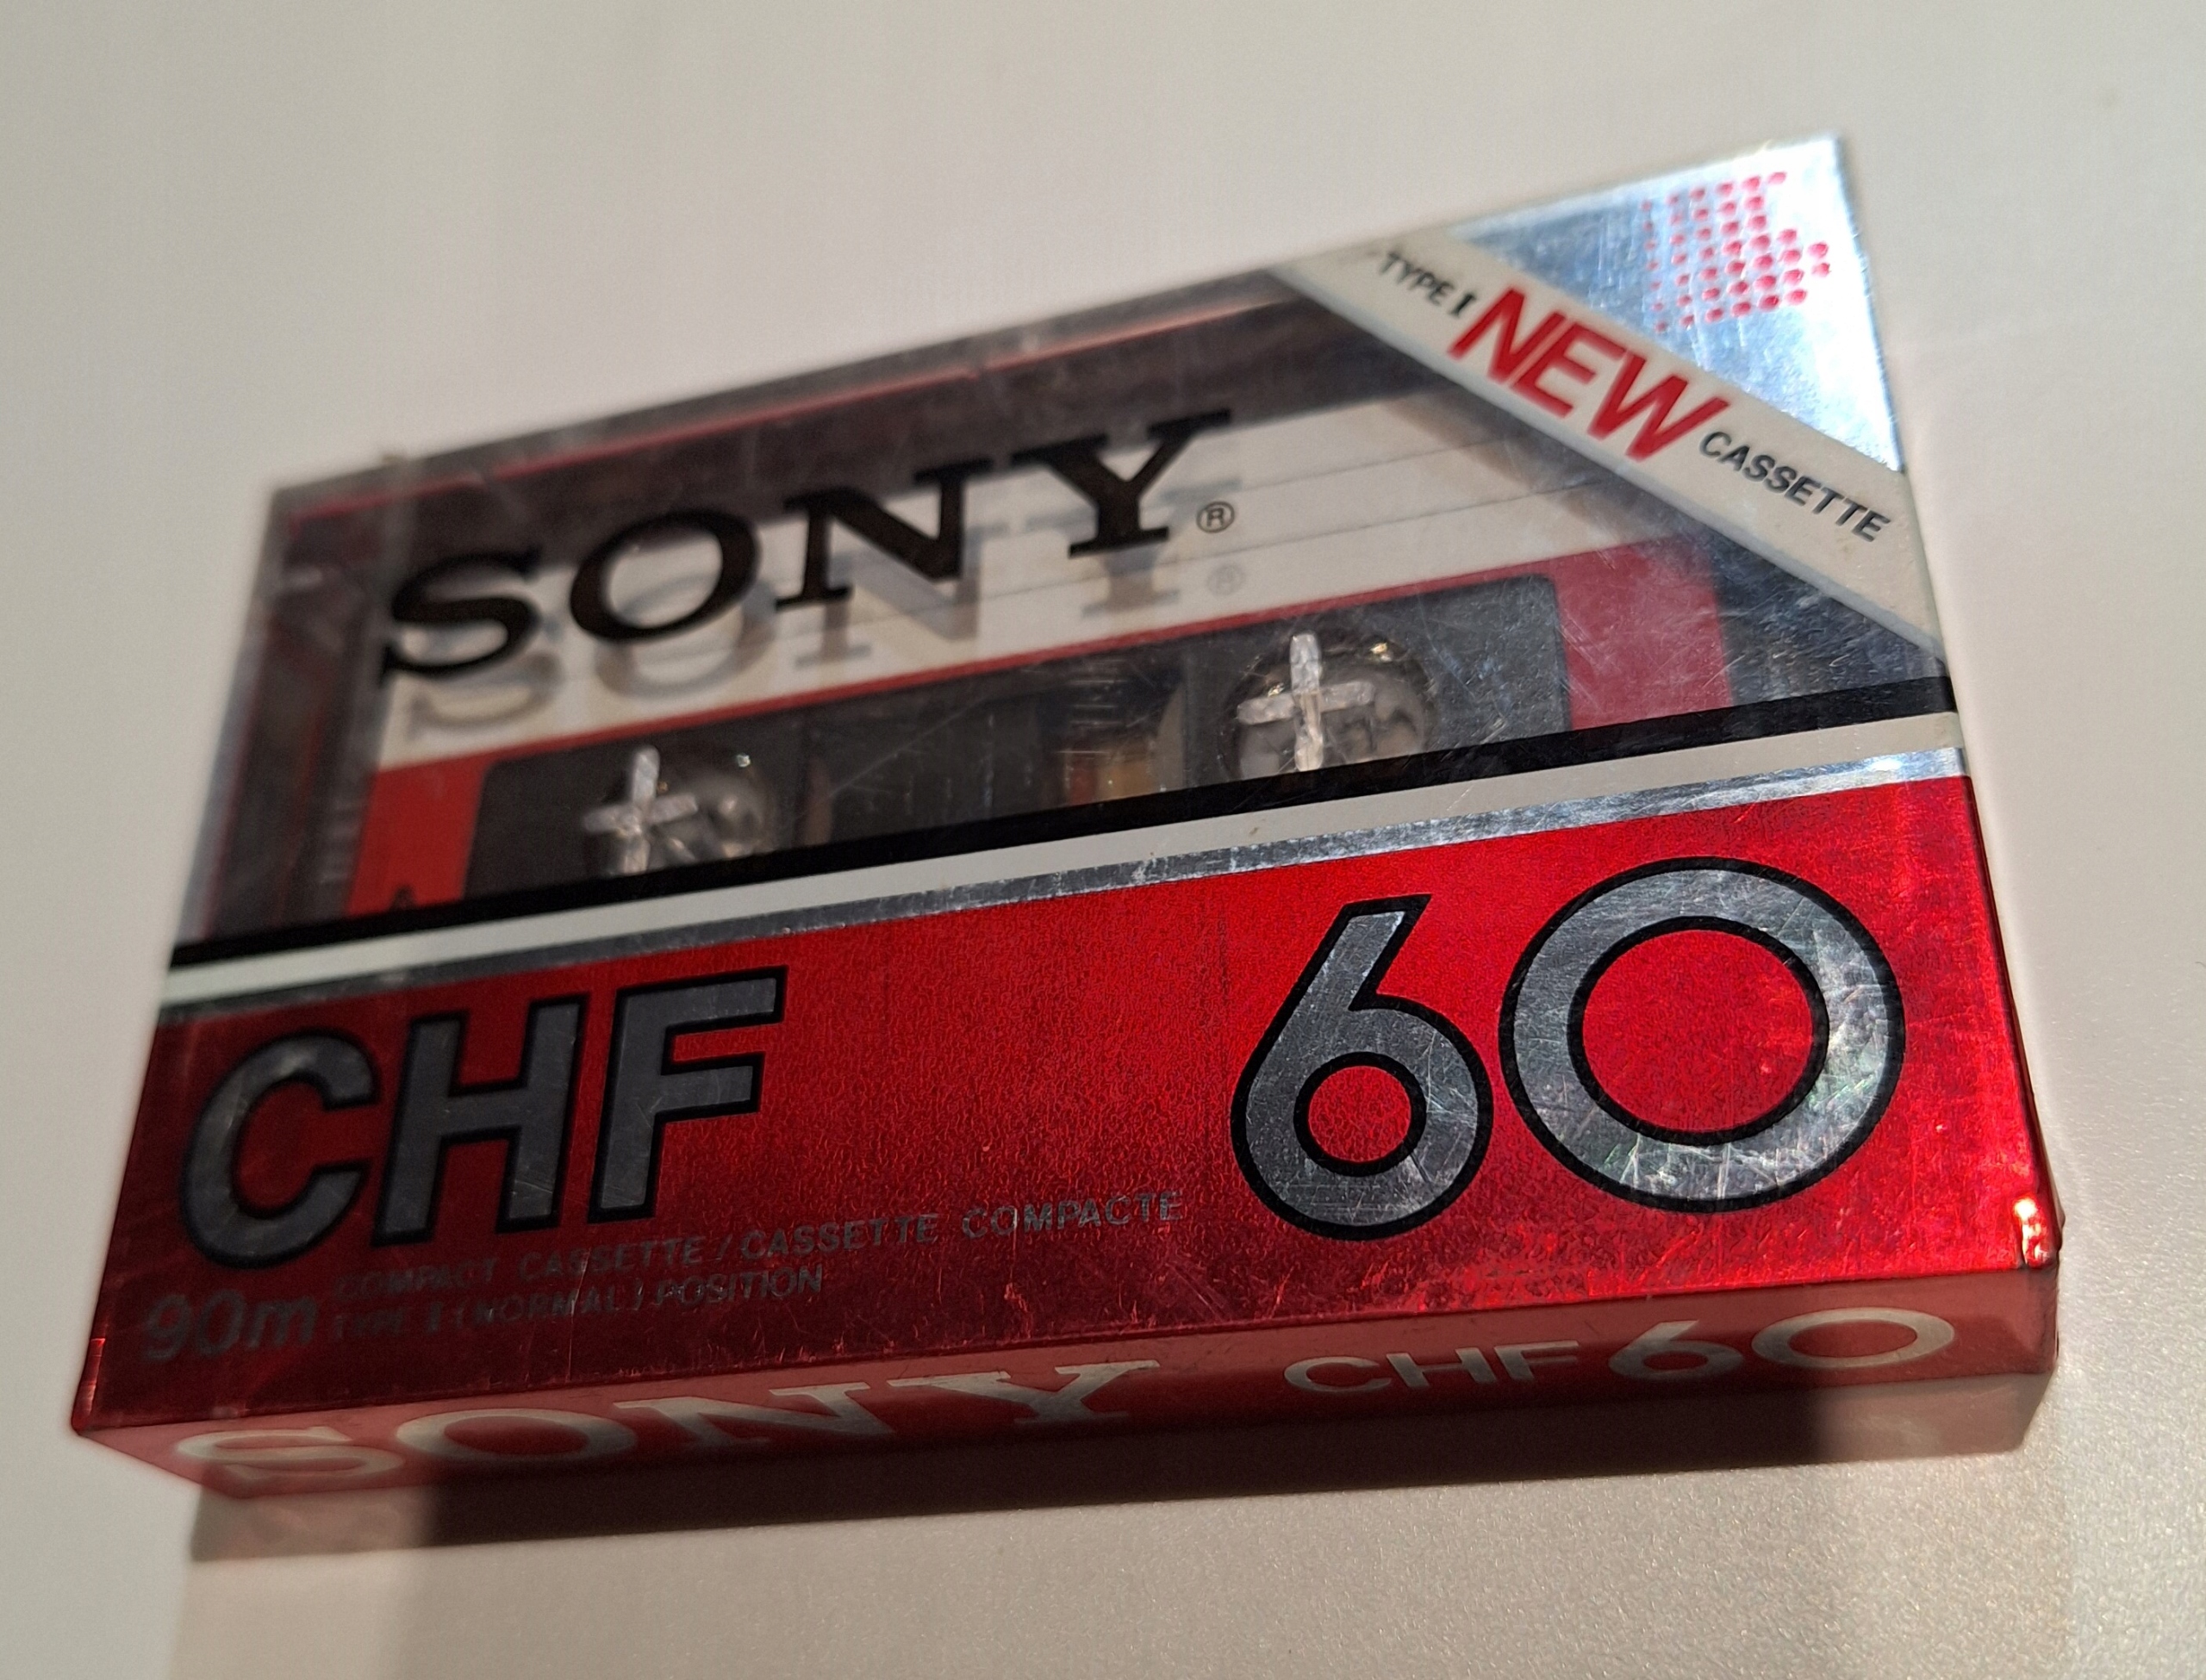 TYPE I NEW CASSETTE
SONY®
CHF 60
90m COMPACT CASSETTE / CASSETTE COMPACTE
TYPE I (NORMAL) POSITION
SONY CHF 60